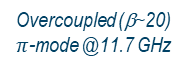 Overcoupled (β~20)
π-mode @11.7 GHz